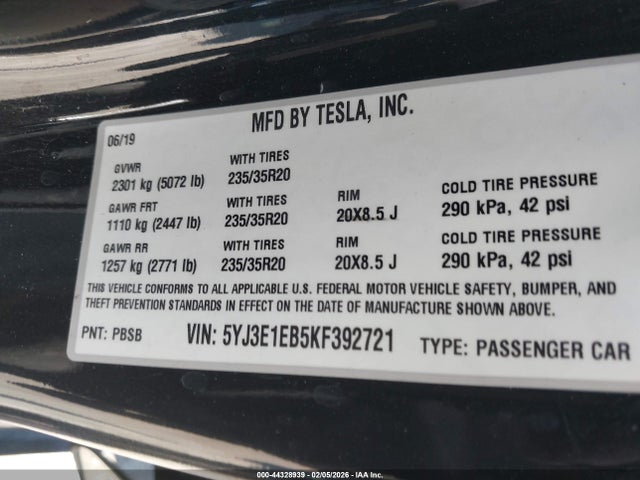 MFD BY TESLA, INC.
06/19
GVWR WITH TIRES
2301 kg (5072 lb) 235/35R20
GAWR FRT WITH TIRES RIM COLD TIRE PRESSURE
1110 kg (2447 lb) 235/35R20 20X8.5 J 290 kPa, 42 psi
GAWR RR WITH TIRES RIM COLD TIRE PRESSURE
1257 kg (2771 lb) 235/35R20 20X8.5 J 290 kPa, 42 psi
THIS VEHICLE CONFORMS TO ALL APPLICABLE U.S. FEDERAL MOTOR VEHICLE SAFETY, BUMPER, AND
THEFT PREVENTION STANDARDS IN EFFECT ON THE DATE OF MANUFACTURE SHOWN ABOVE.
PNT: PBSB VIN: 5YJ3E1EB5KF392721 TYPE: PASSENGER CAR
000-44328939 - 02/05/2026 - IAA Inc.